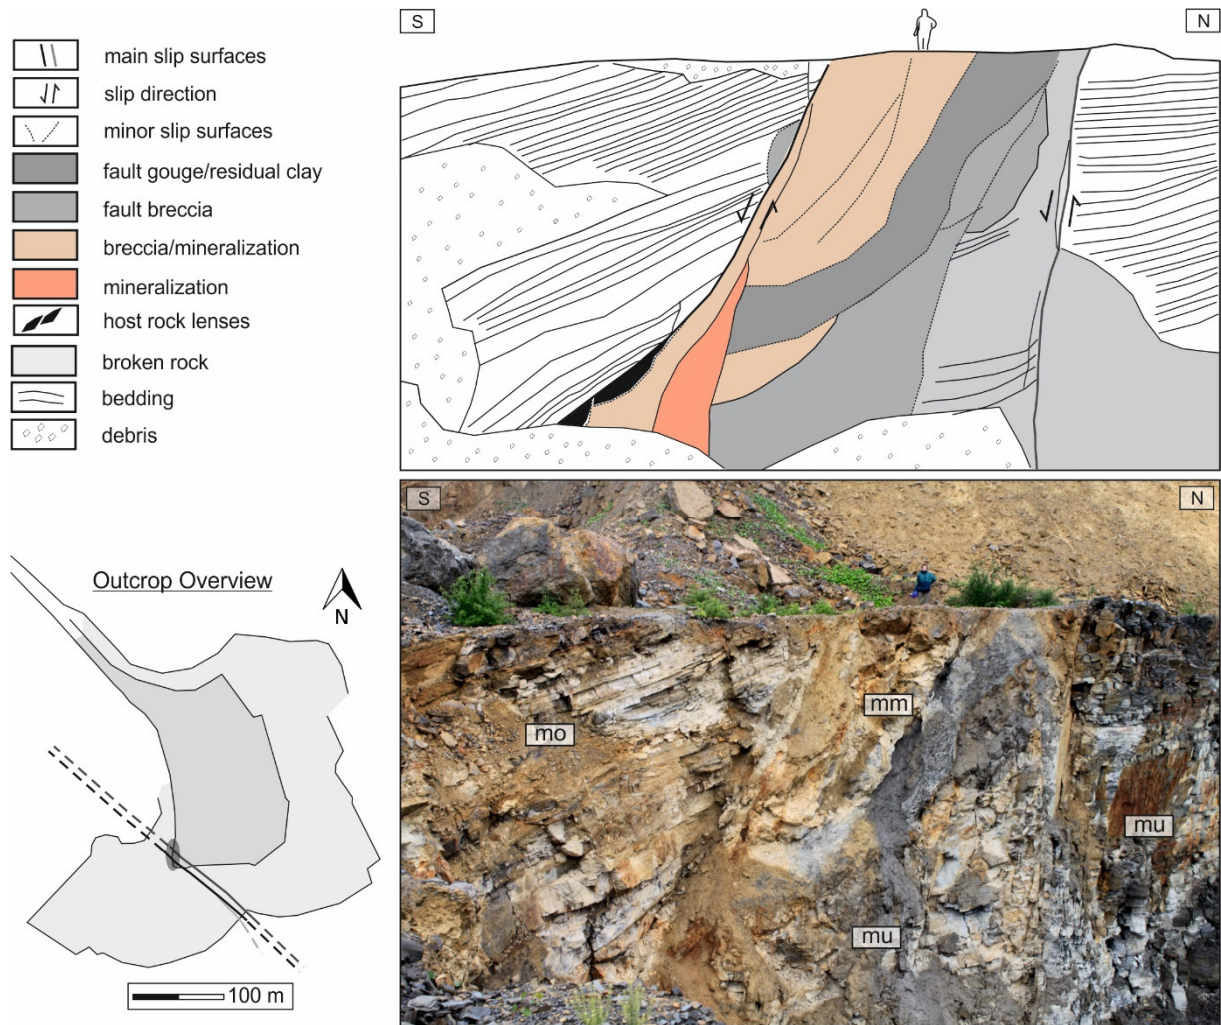 main slip surfaces
slip direction
minor slip surfaces
fault gouge/residual clay
fault breccia
breccia/mineralization
mineralization
host rock lenses
broken rock
bedding
debris
S
N
Outcrop Overview
N
100 m
S
N
mo
mm
mu
mu